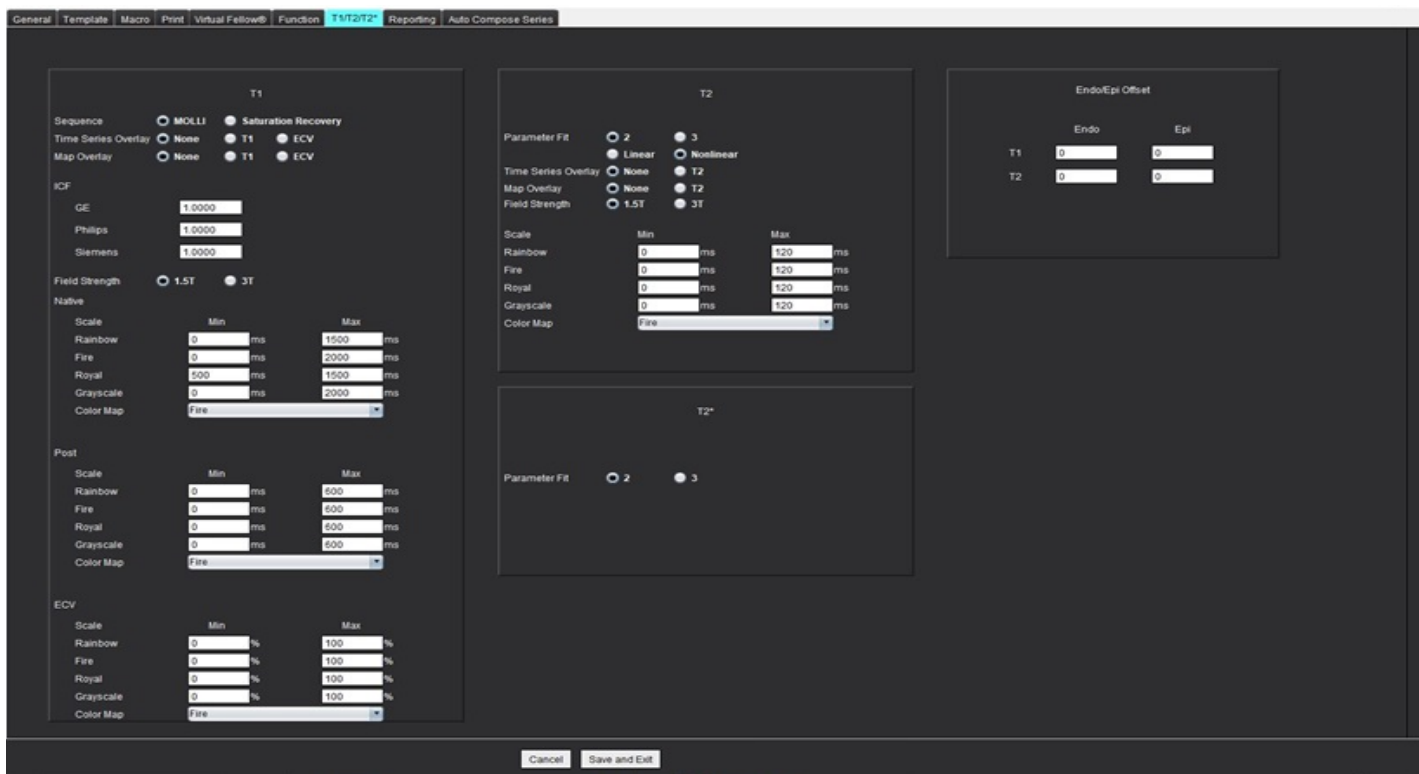 General Template Macro Print Virtual Fellow® Function T1/T2/T2* Reporting Auto Compose Series
T1
Sequence MOLLI Saturation Recovery
Time Series Overlay None T1 ECV
Map Overlay None T1 ECV
ICF
GE 1.0000
Philips 1.0000
Siemens 1.0000
Field Strength 1.5T 3T
Native
Scale Min Max
Rainbow 0 ms 1500 ms
Fire 0 ms 2000 ms
Royal 500 ms 1500 ms
Grayscale 0 ms 2000 ms
Color Map Fire
Post
Scale Min Max
Rainbow 0 ms 600 ms
Fire 0 ms 600 ms
Royal 0 ms 600 ms
Grayscale 0 ms 600 ms
Color Map Fire
ECV
Scale Min Max
Rainbow 0 % 100 %
Fire 0 % 100 %
Royal 0 % 100 %
Grayscale 0 % 100 %
Color Map Fire
T2
Parameter Fit 2 3
Linear Nonlinear
Time Series Overlay None T2
Map Overlay None T2
Field Strength 1.5T 3T
Scale Min Max
Rainbow 0 ms 120 ms
Fire 0 ms 120 ms
Royal 0 ms 120 ms
Grayscale 0 ms 120 ms
Color Map Fire
T2*
Parameter Fit 2 3
Endo/Epi Offset
Endo Epi
T1 0 0
T2 0 0
Cancel Save and Exit